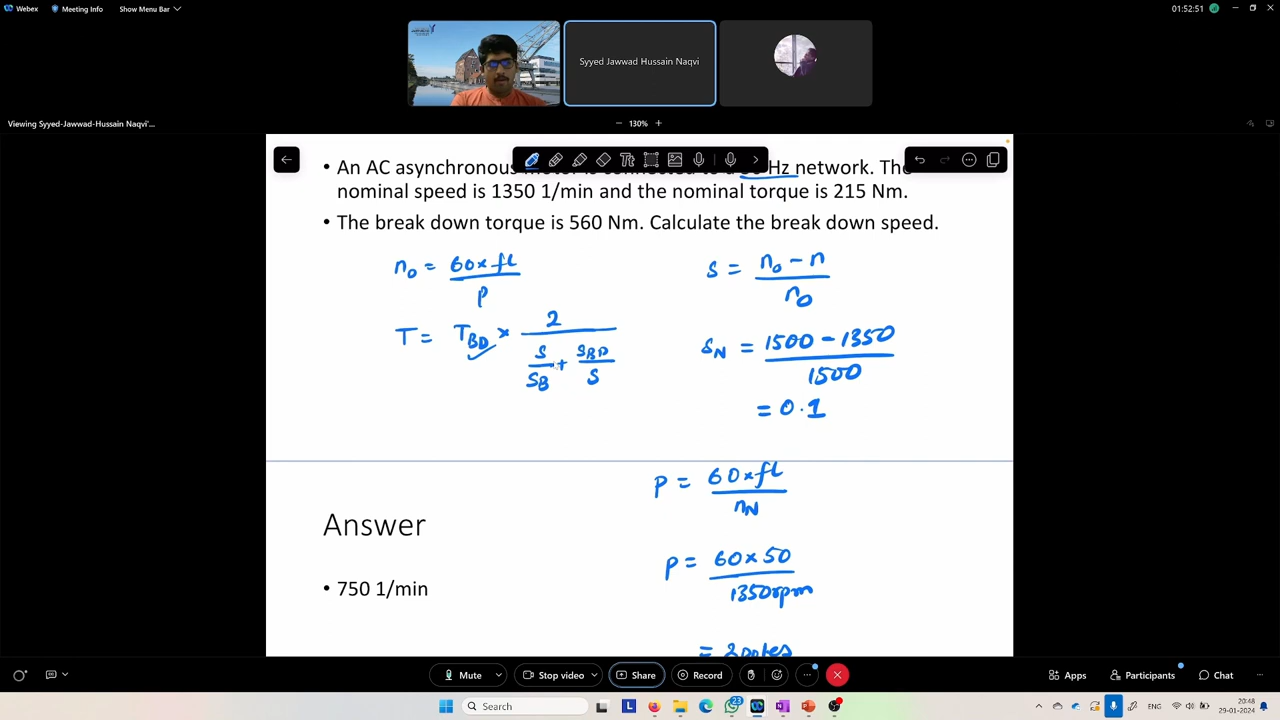 Webex
Meeting Info
Show Menu Bar
01:52:51
Syyed Jawwad Hussain Naqvi
Viewing Syyed-Jawwad-Hussain Naqvi'...
130%
• An AC asynchronous Hz network. The
nominal speed is 1350 1/min and the nominal torque is 215 Nm.
• The break down torque is 560 Nm. Calculate the break down speed.
n0 = 60×fl / P
T = TBD × 2 / (S/SB + SBD/S)
S = n0 - n / n0
SN = 1500 - 1350 / 1500
= 0.1
P = 60×fl / nN
P = 60×50 / 1350rpm
= 2 poles
Answer
• 750 1/min
Mute
Stop video
Share
Record
Apps
Participants
Chat
Search
23
20:48
29-01-2024